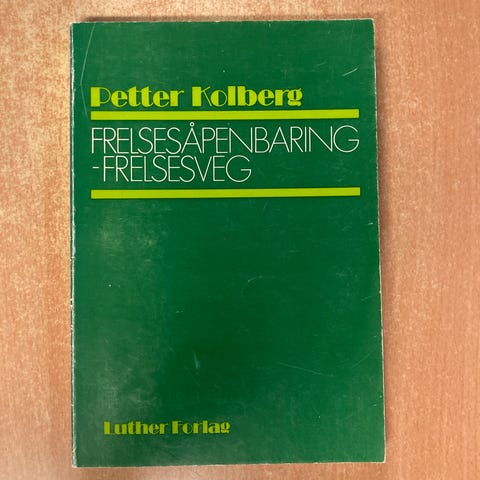 Petter Kolberg
FRELSESÅPENBARING
-FRELSESVEG
Luther Forlag